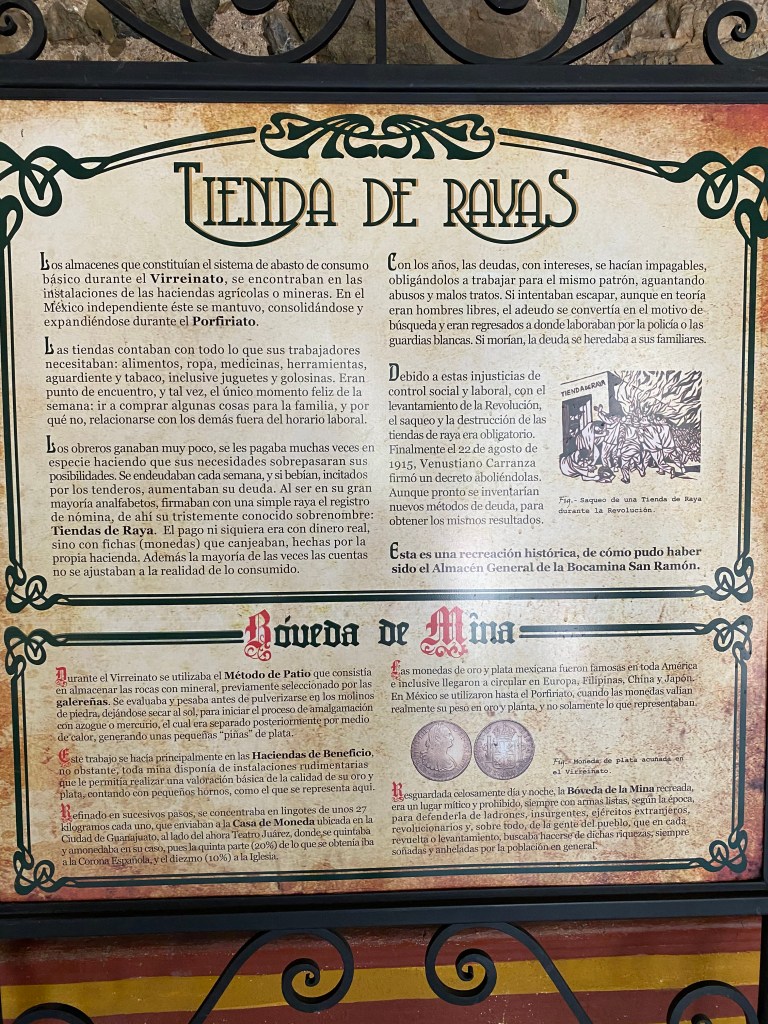 TIENDA DE RAYAS
Los almacenes que constituían el sistema de abasto de consumo
básico durante el Virreinato, se encontraban en las
instalaciones de las haciendas agrícolas o mineras. En el
México independiente éste se mantuvo, consolidándose y
expandiéndose durante el Porfiriato.
Las tiendas contaban con todo lo que sus trabajadores
necesitaban: alimentos, ropa, medicinas, herramientas,
aguardiente y tabaco, inclusive juguetes y golosinas. Eran
punto de encuentro, y tal vez, el único momento feliz de la
semana: ir a comprar algunas cosas para la familia, y por
qué no, relacionarse con los demás fuera del horario laboral.
Los obreros ganaban muy poco, se les pagaba muchas veces en
especie haciendo que sus necesidades sobrepasaran sus
posibilidades. Se endeudaban cada semana, y si bebían, incitados
por los tenderos, aumentaban su deuda. Al ser en su gran
mayoría analfabetos, firmaban con una simple raya el registro
de nómina, de ahí su tristemente conocido sobrenombre:
Tiendas de Raya. El pago ni siquiera era con dinero real,
sino con fichas (monedas) que canjeaban, hechas por la
propia hacienda. Además la mayoría de las veces las cuentas
no se ajustaban a la realidad de lo consumido.
Con los años, las deudas, con intereses, se hacían impagables,
obligándolos a trabajar para el mismo patrón, aguantando
abusos y malos tratos. Si intentaban escapar, aunque en teoría
eran hombres libres, el adeudo se convertía en el motivo de
búsqueda y eran regresados a donde laboraban por la policía o las
guardias blancas. Si morían, la deuda se heredaba a sus familiares.
Debido a estas injusticias de
control social y laboral, con el
levantamiento de la Revolución,
el saqueo y la destrucción de las
tiendas de raya era obligatorio.
Finalmente el 22 de agosto de
1915, Venustiano Carranza
firmó un decreto aboliéndolas.
Aunque pronto se inventarían
nuevos métodos de deuda, para
obtener los mismos resultados.
TIENDA DE RAYA
Fig.- Saqueo de una Tienda de Raya
durante la Revolución.
Esta es una recreación histórica, de cómo pudo haber
sido el Almacén General de la Bocamina San Ramón.
Bóveda de Mina
Durante el Virreinato se utilizaba el Método de Patio que consistía
en almacenar las rocas con mineral, previamente seleccionado por las
galereñas. Se evaluaba y pesaba antes de pulverizarse en los molinos
de piedra, dejándose secar al sol, para iniciar el proceso de amalgamación
con azogue o mercurio, el cual era separado posteriormente por medio
de calor, generando unas pequeñas "piñas" de plata.
Este trabajo se hacía principalmente en las Haciendas de Beneficio,
no obstante, toda mina disponía de instalaciones rudimentarias
que le permitía realizar una valoración básica de la calidad de su oro y
plata, contando con pequeños hornos, como el que se representa aquí.
Refinado en sucesivos pasos, se concentraba en lingotes de unos 27
kilogramos cada uno, que enviaban a la Casa de Moneda ubicada en la
Ciudad de Guanajuato, al lado del ahora Teatro Juárez, donde se quintaba
y amonedaba en su caso, pues la quinta parte (20%) de lo que se obtenía iba
a la Corona Española, y el diezmo (10%) a la Iglesia.
Las monedas de oro y plata mexicana fueron famosas en toda América
e inclusive llegaron a circular en Europa, Filipinas, China y Japón.
En México se utilizaron hasta el Porfiriato, cuando las monedas valían
realmente su peso en oro y planta, y no solamente lo que representaban.
Fig.- Moneda de plata acuñada en
el Virreinato.
Resguardada celosamente día y noche, la Bóveda de la Mina recreada,
era un lugar mítico y prohibido, siempre con armas listas, según la época,
para defenderla de ladrones, insurgentes, ejércitos extranjeros,
revolucionarios y, sobre todo, de la gente del pueblo, que en cada
revuelta o levantamiento, buscaba hacerse de dichas riquezas, siempre
soñadas y anheladas por la población en general.